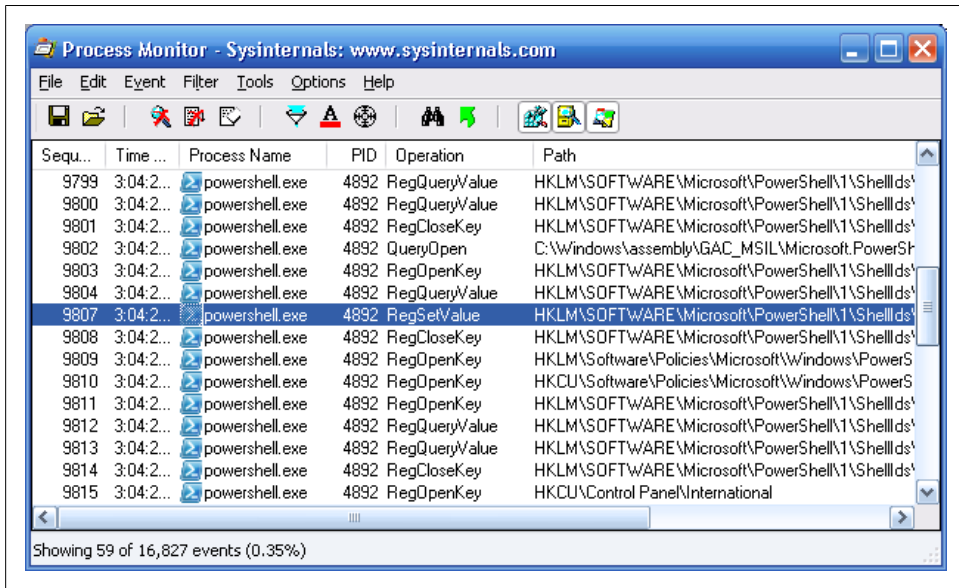 Process Monitor - Sysinternals: www.sysinternals.com
File Edit Event Filter Tools Options Help
Sequ... Time ... Process Name PID Operation Path
9799 3:04:2... powershell.exe 4892 RegQueryValue HKLM\SOFTWARE\Microsoft\PowerShell\1\ShellIds\
9800 3:04:2... powershell.exe 4892 RegQueryValue HKLM\SOFTWARE\Microsoft\PowerShell\1\ShellIds\
9801 3:04:2... powershell.exe 4892 RegCloseKey HKLM\SOFTWARE\Microsoft\PowerShell\1\ShellIds\
9802 3:04:2... powershell.exe 4892 QueryOpen C:\Windows\assembly\GAC_MSIL\Microsoft.PowerSh
9803 3:04:2... powershell.exe 4892 RegOpenKey HKLM\SOFTWARE\Microsoft\PowerShell\1\ShellIds\
9804 3:04:2... powershell.exe 4892 RegQueryValue HKLM\SOFTWARE\Microsoft\PowerShell\1\ShellIds\
9807 3:04:2... powershell.exe 4892 RegSetValue HKLM\SOFTWARE\Microsoft\PowerShell\1\ShellIds\
9808 3:04:2... powershell.exe 4892 RegCloseKey HKLM\SOFTWARE\Microsoft\PowerShell\1\ShellIds\
9809 3:04:2... powershell.exe 4892 RegOpenKey HKLM\Software\Policies\Microsoft\Windows\PowerS
9810 3:04:2... powershell.exe 4892 RegOpenKey HKCU\Software\Policies\Microsoft\Windows\PowerS
9811 3:04:2... powershell.exe 4892 RegOpenKey HKLM\SOFTWARE\Microsoft\PowerShell\1\ShellIds\
9812 3:04:2... powershell.exe 4892 RegQueryValue HKLM\SOFTWARE\Microsoft\PowerShell\1\ShellIds\
9813 3:04:2... powershell.exe 4892 RegQueryValue HKLM\SOFTWARE\Microsoft\PowerShell\1\ShellIds\
9814 3:04:2... powershell.exe 4892 RegCloseKey HKLM\SOFTWARE\Microsoft\PowerShell\1\ShellIds\
9815 3:04:2... powershell.exe 4892 RegOpenKey HKCU\Control Panel\International
Showing 59 of 16,827 events (0.35%)